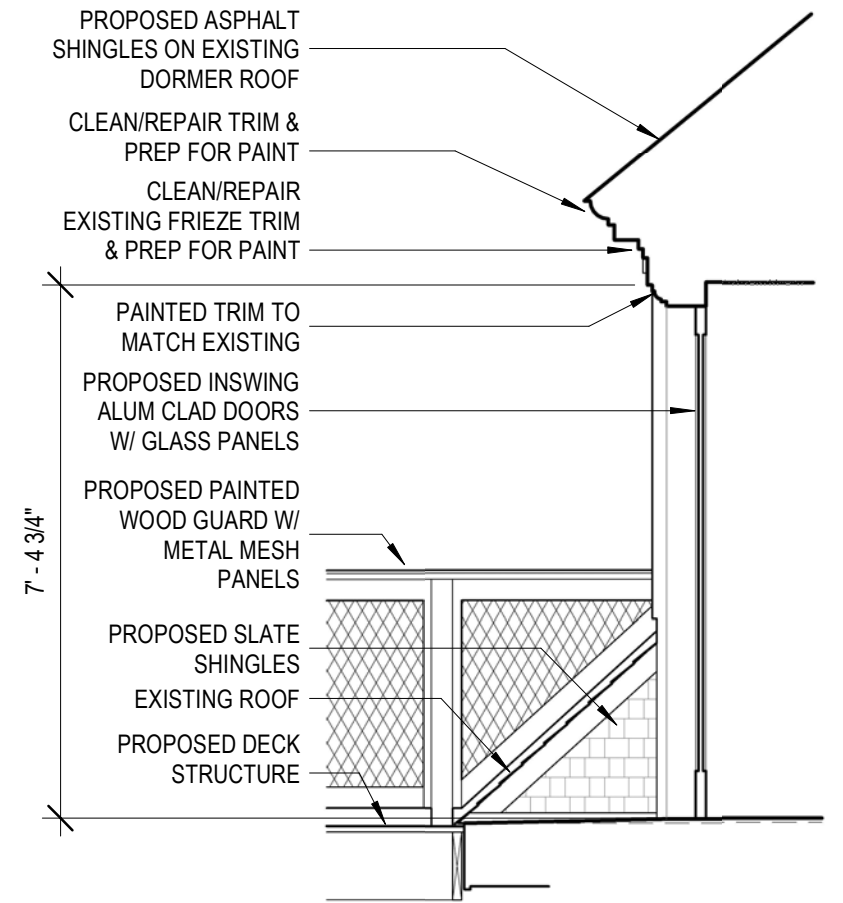 PROPOSED ASPHALT
SHINGLES ON EXISTING
DORMER ROOF
CLEAN/REPAIR TRIM &
PREP FOR PAINT
CLEAN/REPAIR
EXISTING FRIEZE TRIM
& PREP FOR PAINT
PAINTED TRIM TO
MATCH EXISTING
PROPOSED INSWING
ALUM CLAD DOORS
W/ GLASS PANELS
PROPOSED PAINTED
WOOD GUARD W/
METAL MESH
PANELS
PROPOSED SLATE
SHINGLES
EXISTING ROOF
PROPOSED DECK
STRUCTURE
7' - 4 3/4"